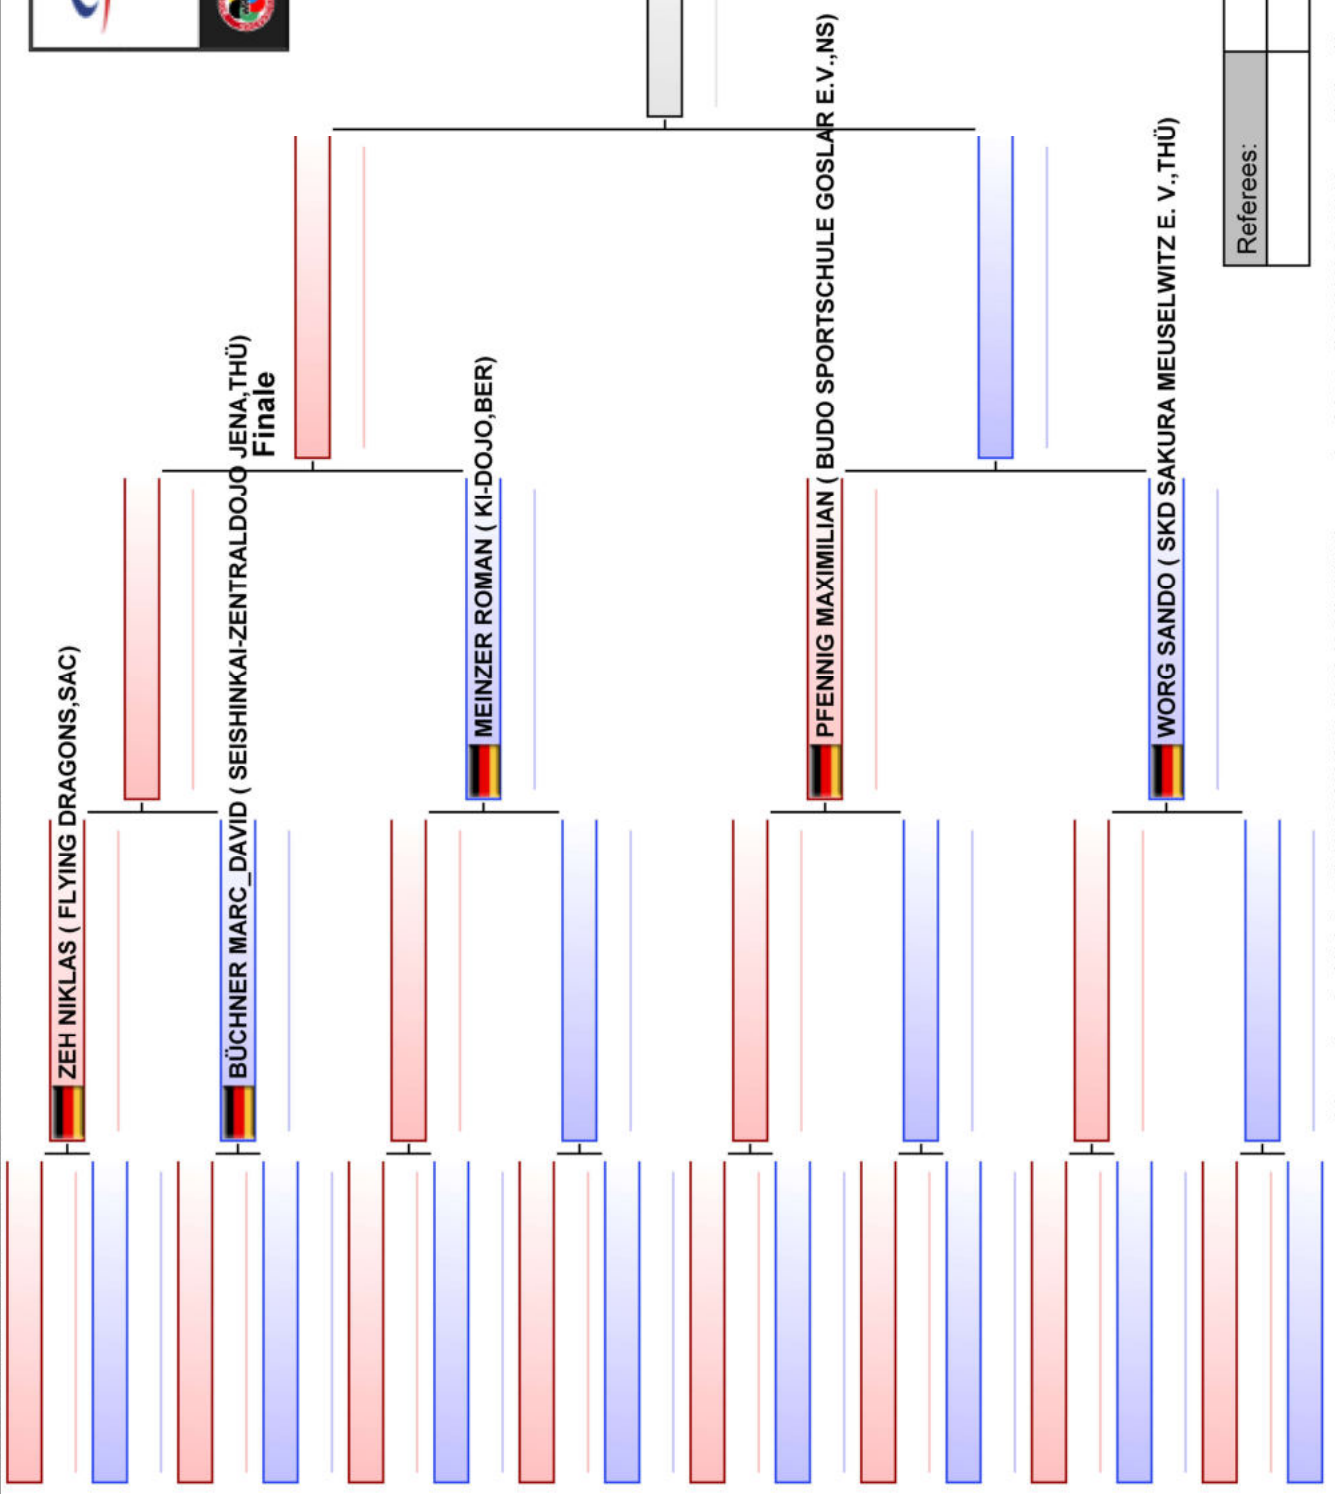 ZEH NIKLAS ( FLYING DRAGONS,SAC)
BÜCHNER MARC_DAVID ( SEISHINKAI-ZENTRALDOJO JENA,THÜ)
Finale
MEINZER ROMAN ( KI-DOJO,BER)
PFENNIG MAXIMILIAN ( BUDO SPORTSCHULE GOSLAR E.V.,NS)
WORG SANDO ( SKD SAKURA MEUSELWITZ E. V.,THÜ)
Referees: